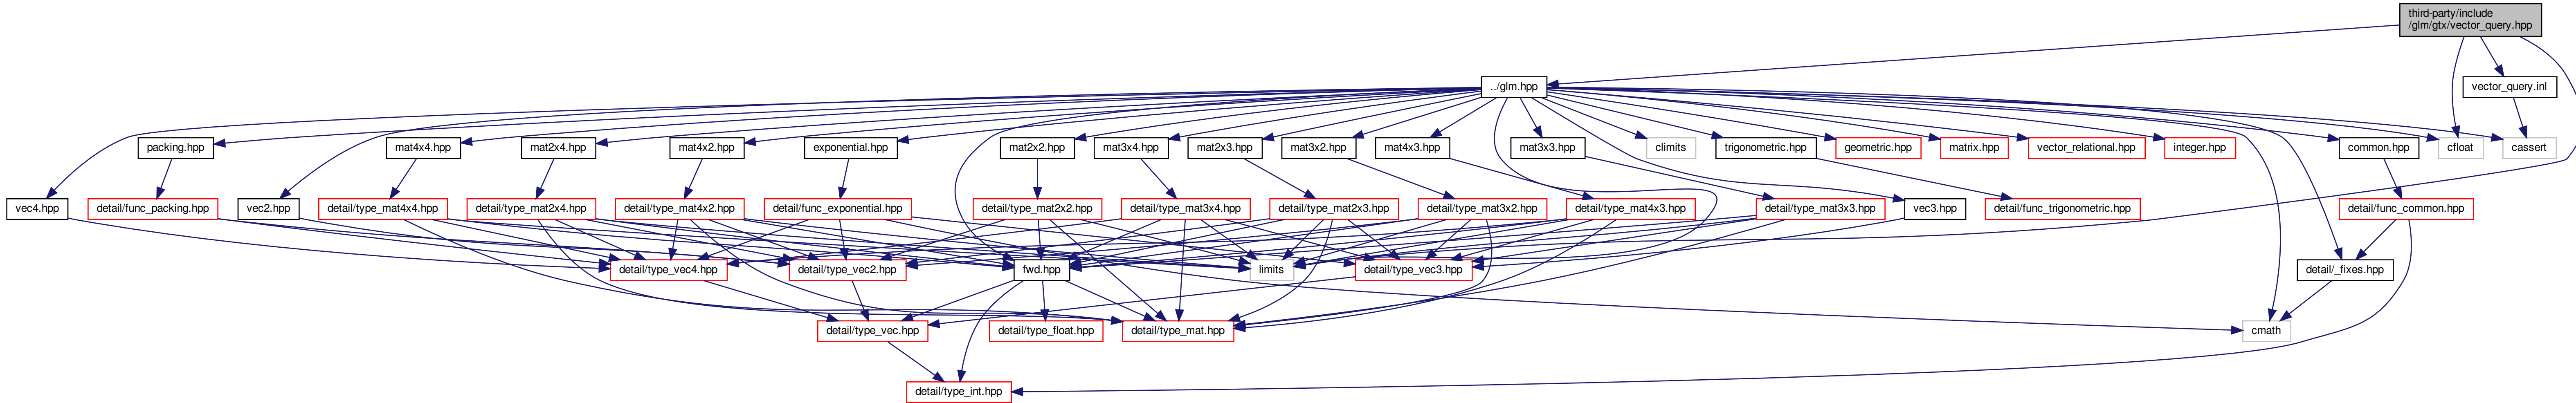 third-party/include
/glm/gtx/vector_query.hpp
../glm.hpp
vector_query.inl
packing.hpp
mat4x4.hpp
mat2x4.hpp
mat4x2.hpp
exponential.hpp
mat2x2.hpp
mat3x4.hpp
mat2x3.hpp
mat3x2.hpp
mat4x3.hpp
mat3x3.hpp
climits
trigonometric.hpp
geometric.hpp
matrix.hpp
vector_relational.hpp
integer.hpp
common.hpp
cfloat
cassert
vec4.hpp
detail/func_packing.hpp
vec2.hpp
detail/type_mat4x4.hpp
detail/type_mat2x4.hpp
detail/type_mat4x2.hpp
detail/func_exponential.hpp
detail/type_mat2x2.hpp
detail/type_mat3x4.hpp
detail/type_mat2x3.hpp
detail/type_mat3x2.hpp
detail/type_mat4x3.hpp
detail/type_mat3x3.hpp
vec3.hpp
detail/func_trigonometric.hpp
detail/func_common.hpp
detail/type_vec4.hpp
detail/type_vec2.hpp
fwd.hpp
limits
detail/type_vec3.hpp
detail/_fixes.hpp
detail/type_vec.hpp
detail/type_float.hpp
detail/type_mat.hpp
cmath
detail/type_int.hpp